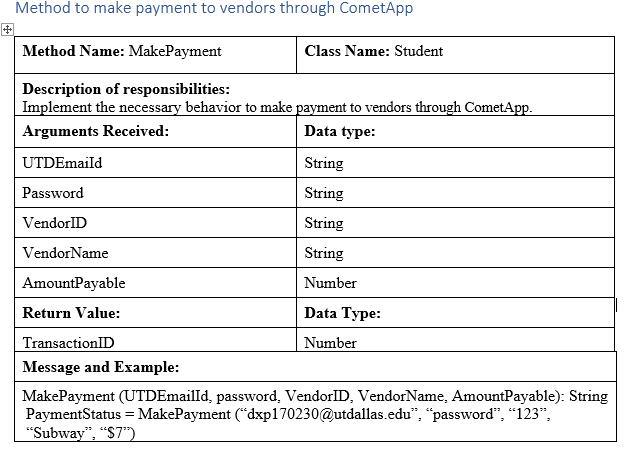 Method to make payment to vendors through CometApp
Method Name: MakePayment Class Name: Student
Description of responsibilities:
Implement the necessary behavior to make payment to vendors through CometApp.
Arguments Received: Data type:
UTDEmaiId String
Password String
VendorID String
VendorName String
AmountPayable Number
Return Value: Data Type:
TransactionID Number
Message and Example:
MakePayment (UTDEmailId, password, VendorID, VendorName, AmountPayable): String
PaymentStatus = MakePayment (“dxp170230@utdallas.edu”, “password”, “123”,
“Subway”, “$7”)